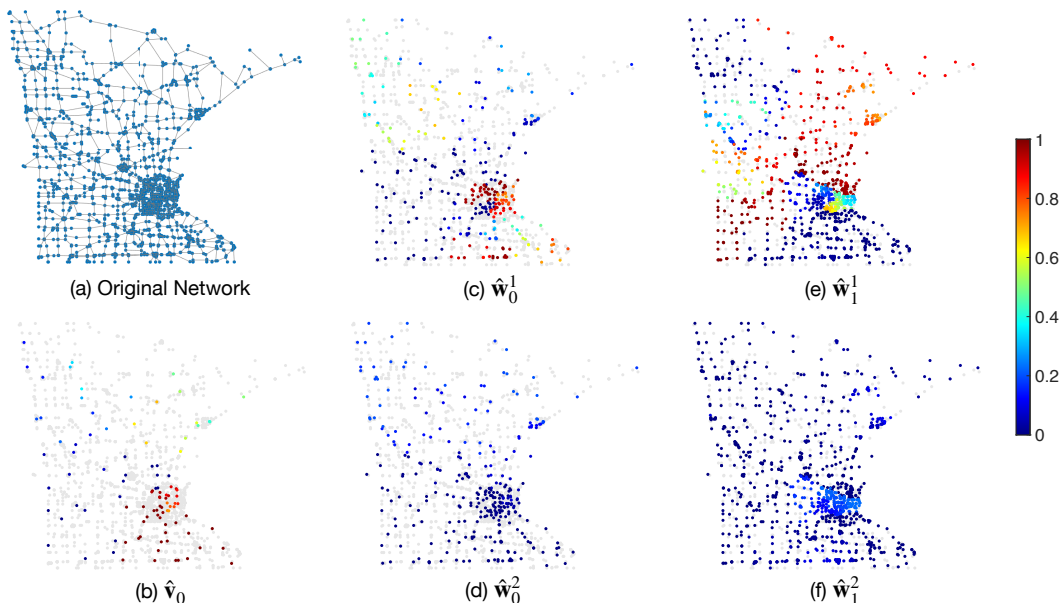 (a) Original Network
(c) ŵ₀¹
(e) ŵ₁¹
1
0.8
0.6
0.4
0.2
0
(b) v̂₀
(d) ŵ₀²
(f) ŵ₁²